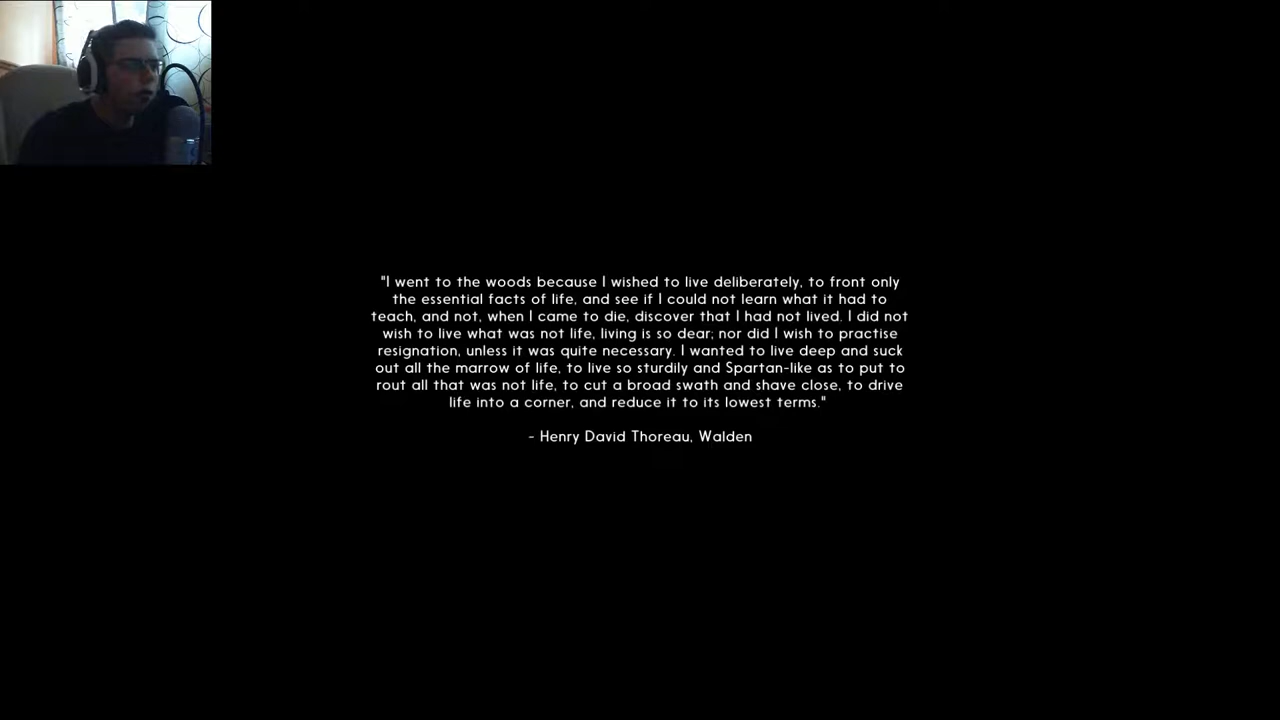 "I went to the woods because I wished to live deliberately, to front only
the essential facts of life, and see if I could not learn what it had to
teach, and not, when I came to die, discover that I had not lived. I did not
wish to live what was not life, living is so dear; nor did I wish to practise
resignation, unless it was quite necessary. I wanted to live deep and suck
out all the marrow of life, to live so sturdily and Spartan-like as to put to
rout all that was not life, to cut a broad swath and shave close, to drive
life into a corner, and reduce it to its lowest terms."
- Henry David Thoreau, Walden